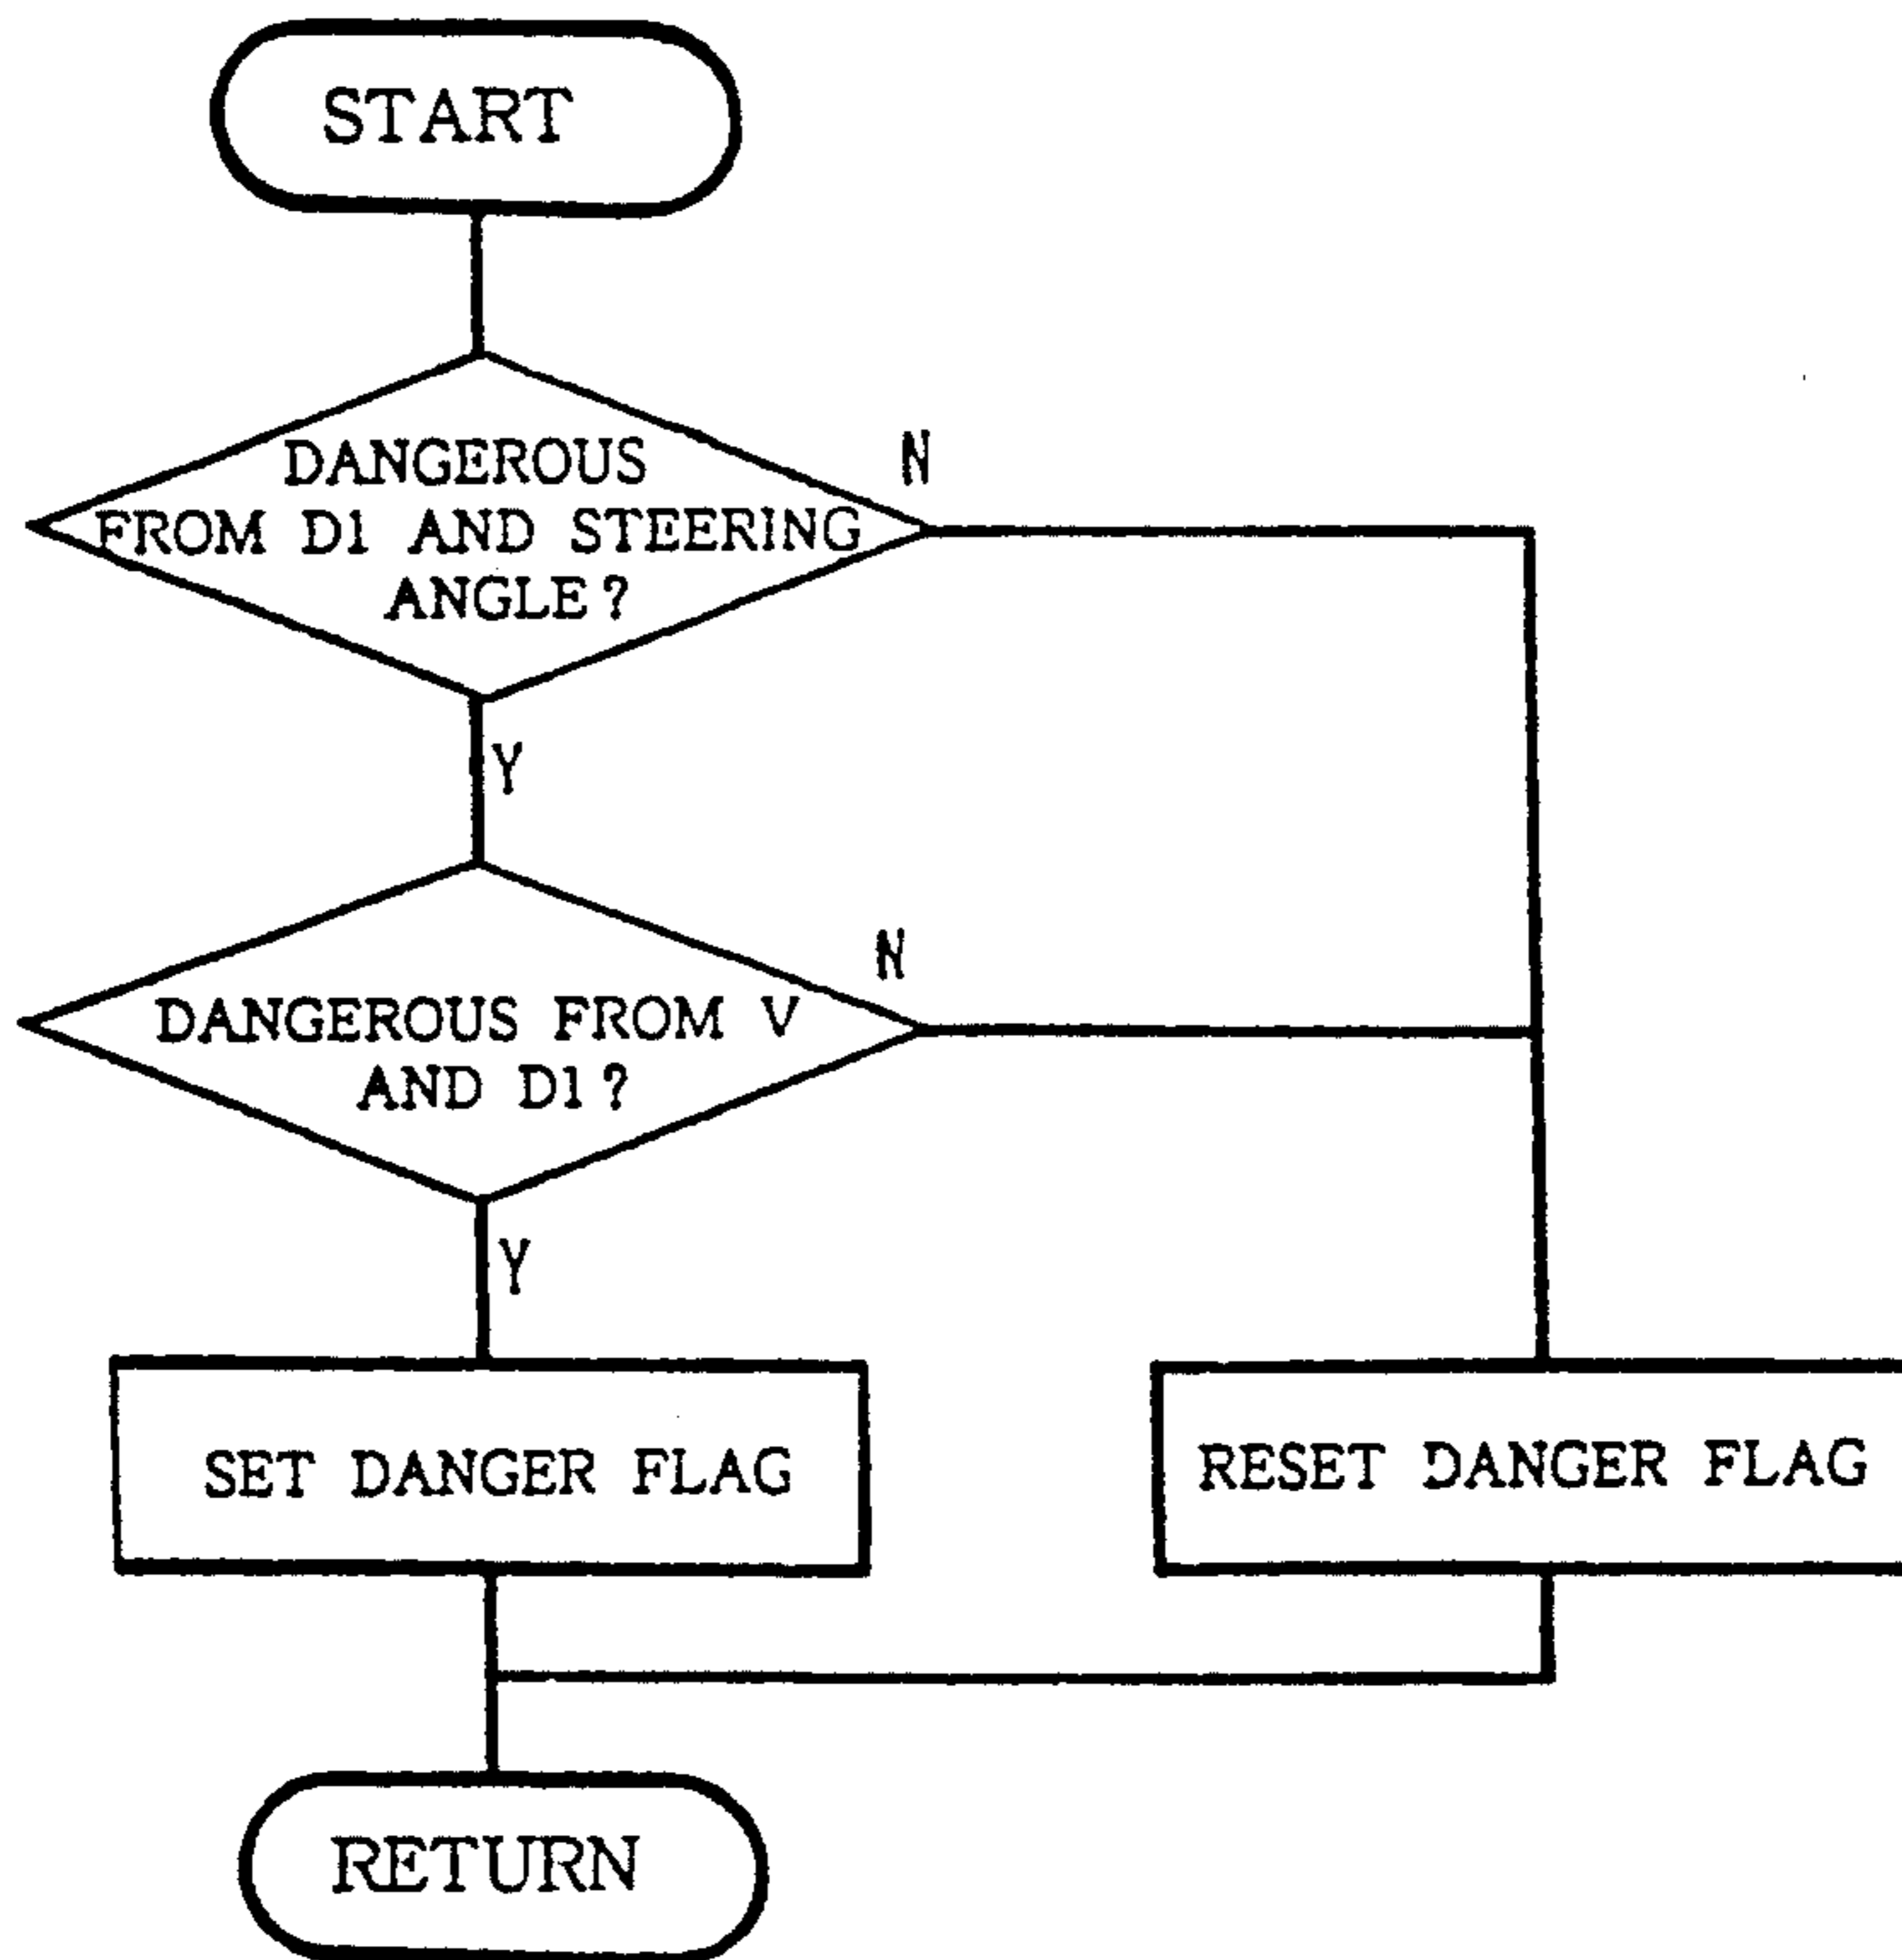 START
DANGEROUS
FROM D1 AND STEERING
ANGLE?
N
Y
DANGEROUS FROM V
AND D1?
N
Y
SET DANGER FLAG
RESET DANGER FLAG
RETURN